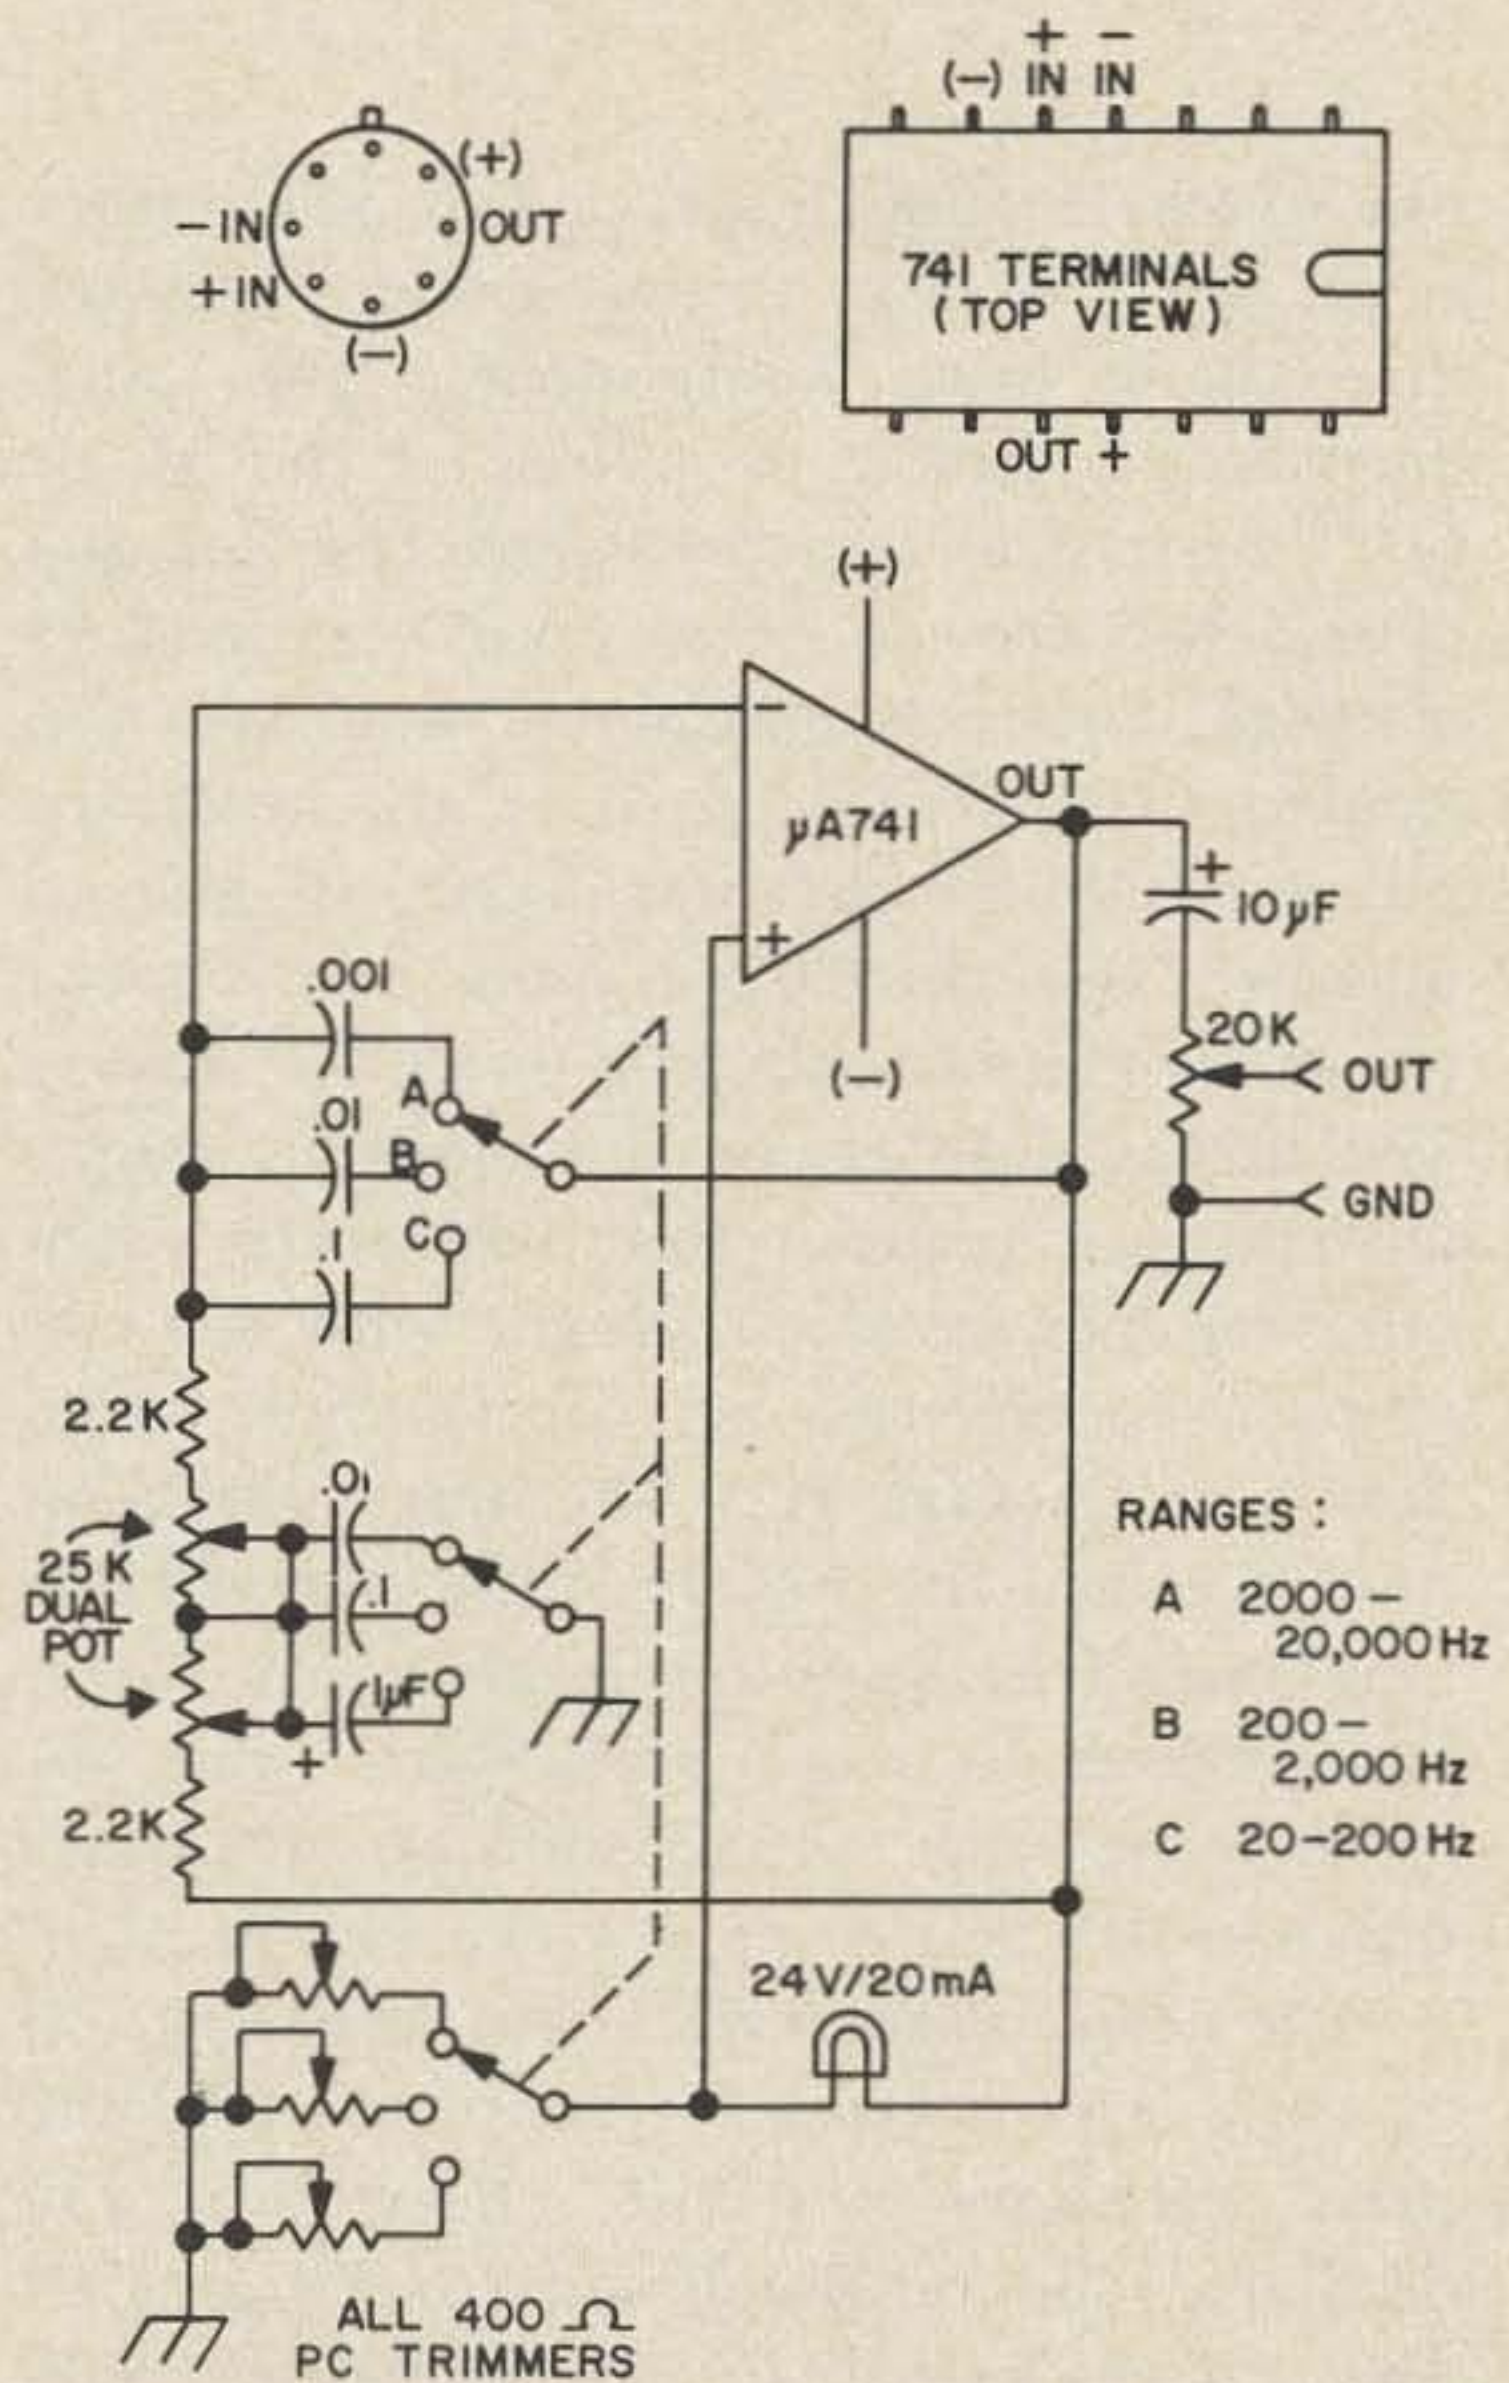 + −
(−) IN IN
(+)
−IN OUT
+IN
(−)
741 TERMINALS
(TOP VIEW)
OUT +
(+)
−
OUT
μA741
+
+
10μF
(−)
.001
20K
OUT
A
.01
B
GND
C
.1
2.2K
.01
25K
DUAL
POT
.1
1μF
+
2.2K
RANGES :
A 2000 −
20,000 Hz
B 200 −
2,000 Hz
C 20−200 Hz
24V/20mA
ALL 400 Ω
PC TRIMMERS